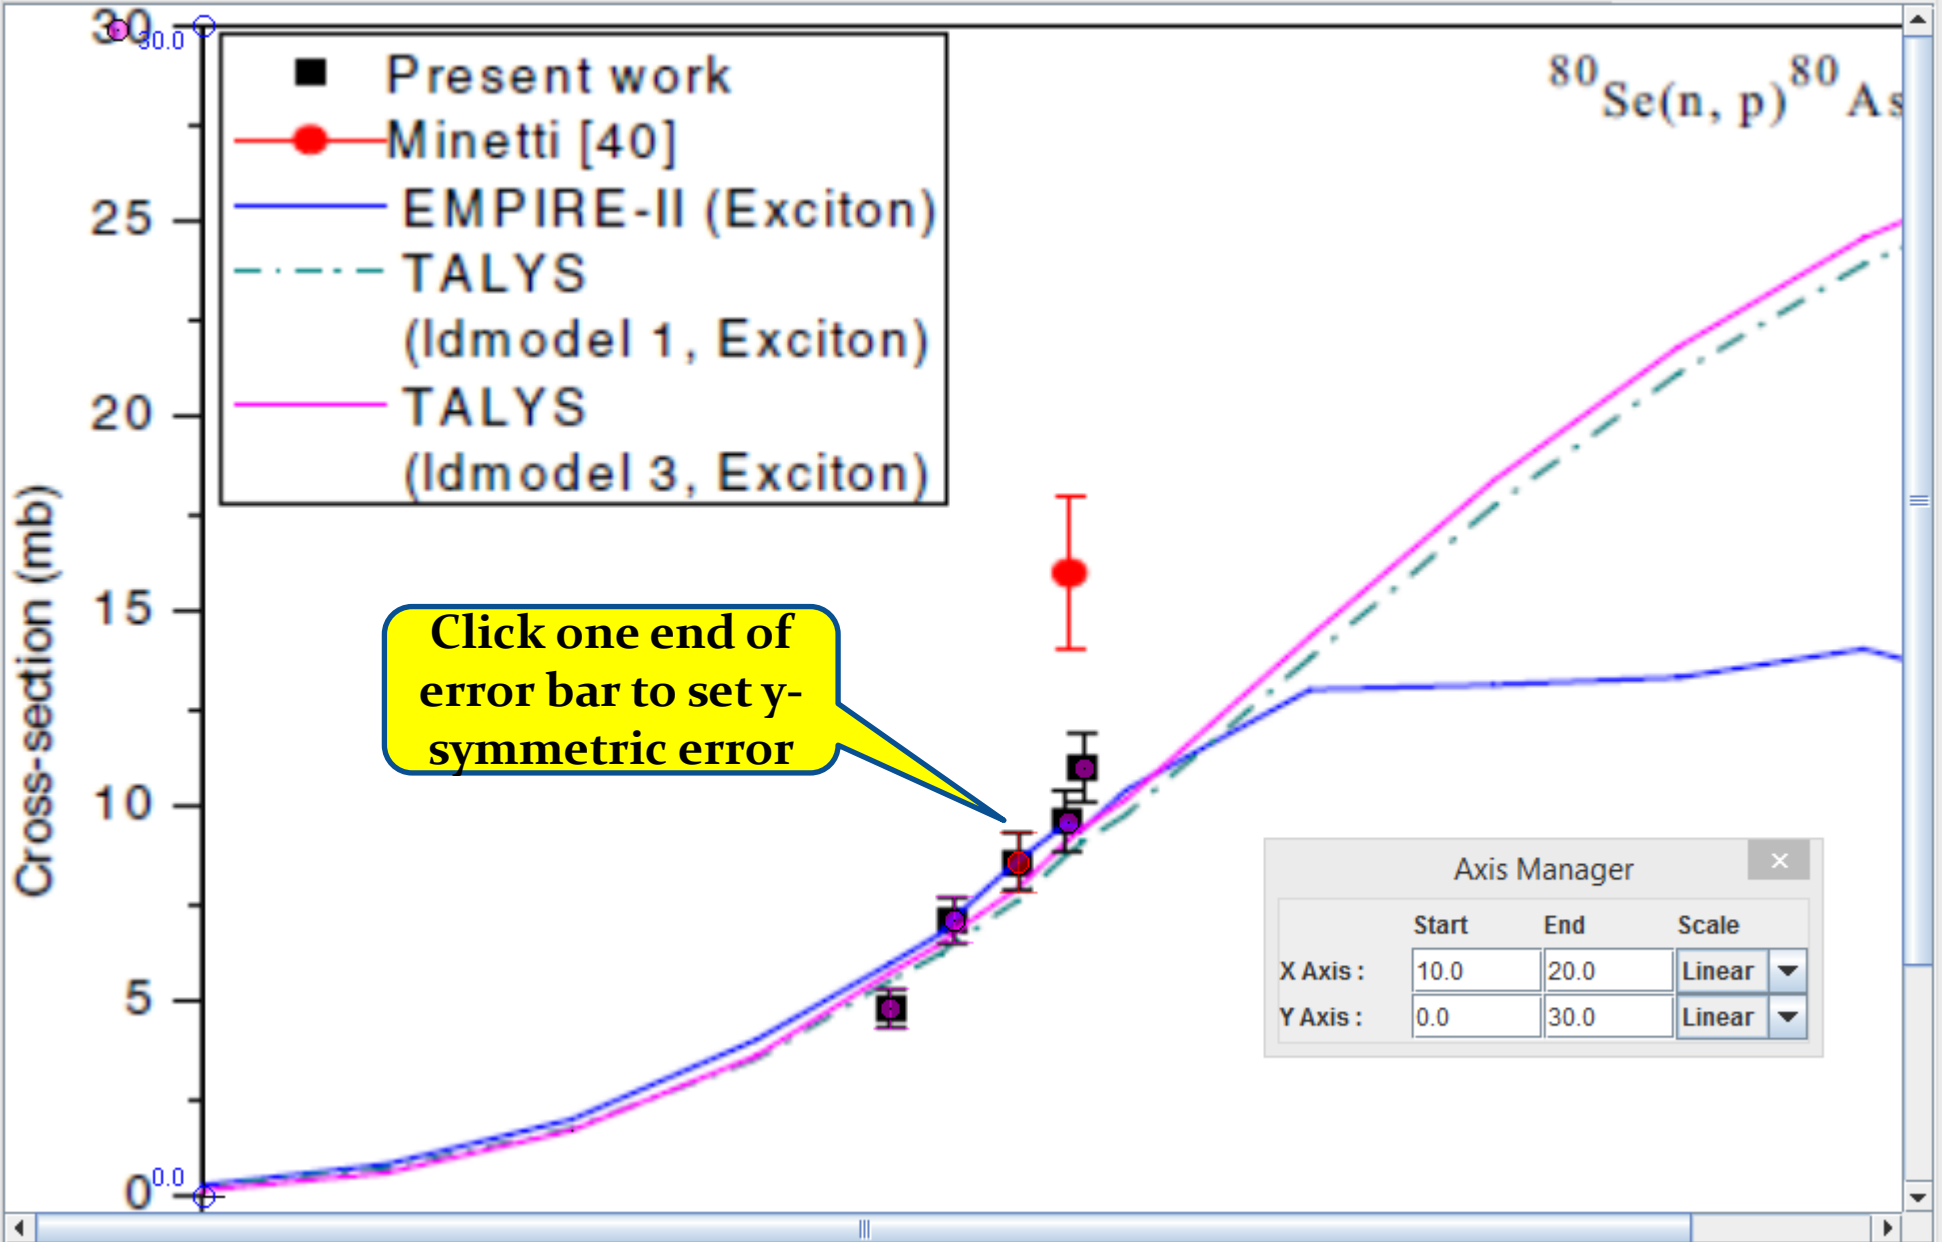 30
30.0
Present work
Minetti [40]
EMPIRE-II (Exciton)
TALYS
(ldmodel 1, Exciton)
TALYS
(ldmodel 3, Exciton)
80Se(n, p)80As
25
20
15
10
5
0
0.0
Cross-section (mb)
Click one end of
error bar to set y-
symmetric error
Axis Manager
Start End Scale
X Axis : 10.0 20.0 Linear
Y Axis : 0.0 30.0 Linear